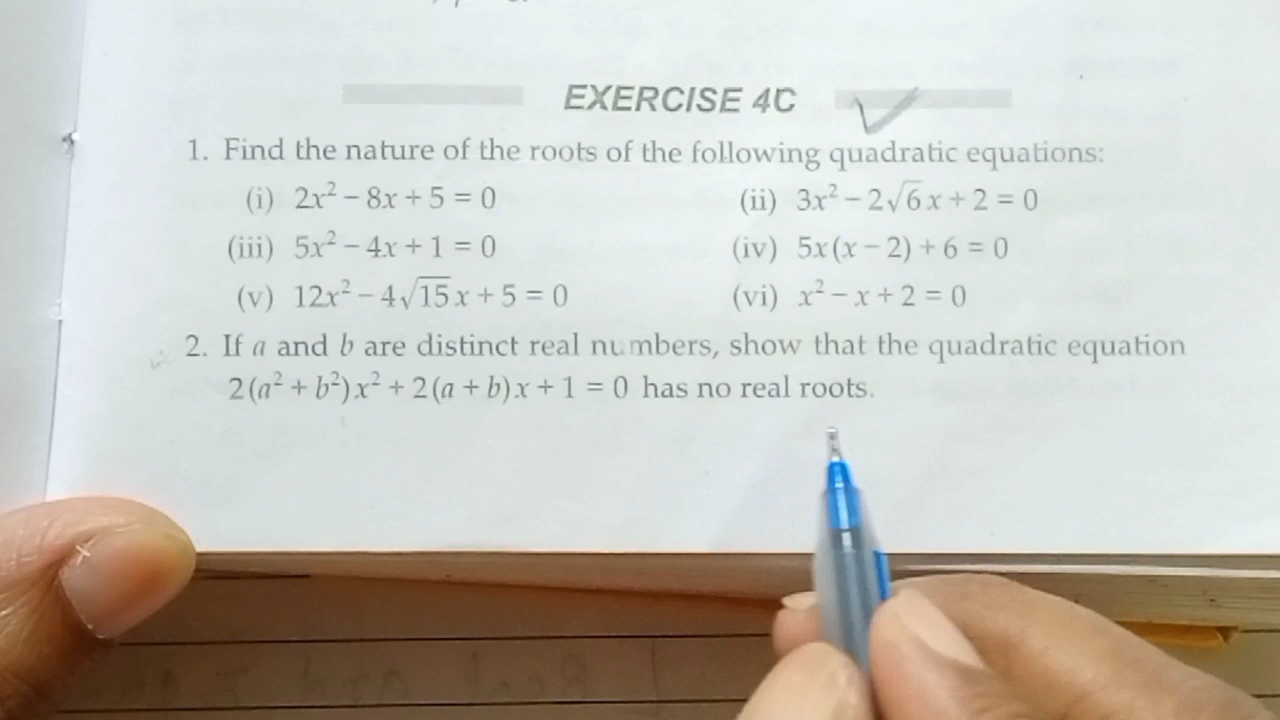 EXERCISE 4C
1. Find the nature of the roots of the following quadratic equations:
(i) 2x² − 8x + 5 = 0 (ii) 3x² − 2√6x + 2 = 0
(iii) 5x² − 4x + 1 = 0 (iv) 5x(x − 2) + 6 = 0
(v) 12x² − 4√15x + 5 = 0 (vi) x² − x + 2 = 0
2. If a and b are distinct real numbers, show that the quadratic equation
2(a² + b²)x² + 2(a + b)x + 1 = 0 has no real roots.